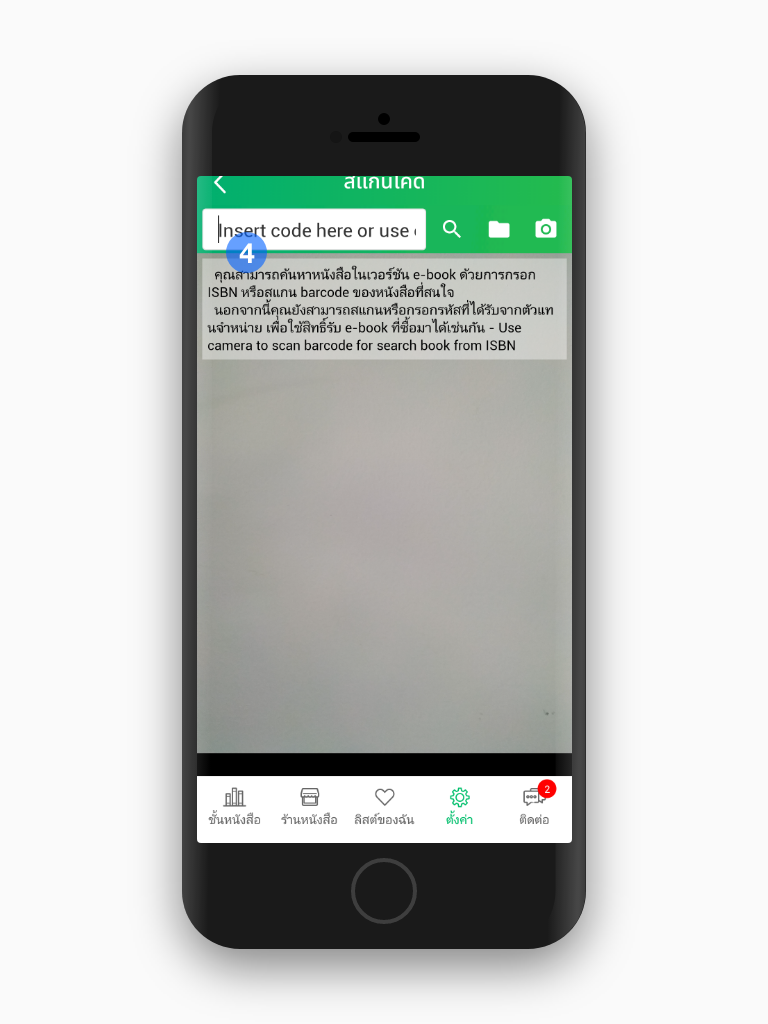 สแกนโค้ด
Insert code here or use
4
คุณสามารถค้นหาหนังสือในเวอร์ชัน e-book ด้วยการกรอก
ISBN หรือสแกน barcode ของหนังสือที่สนใจ
นอกจากนี้คุณยังสามารถสแกนหรือกรอกรหัสที่ได้รับจากตัวแท
นจำหน่าย เพื่อใช้สิทธิ์รับ e-book ที่ซื้อมาได้เช่นกัน - Use
camera to scan barcode for search book from ISBN
2
ชั้นหนังสือ ร้านหนังสือ ลิสต์ของฉัน ตั้งค่า ติดต่อ